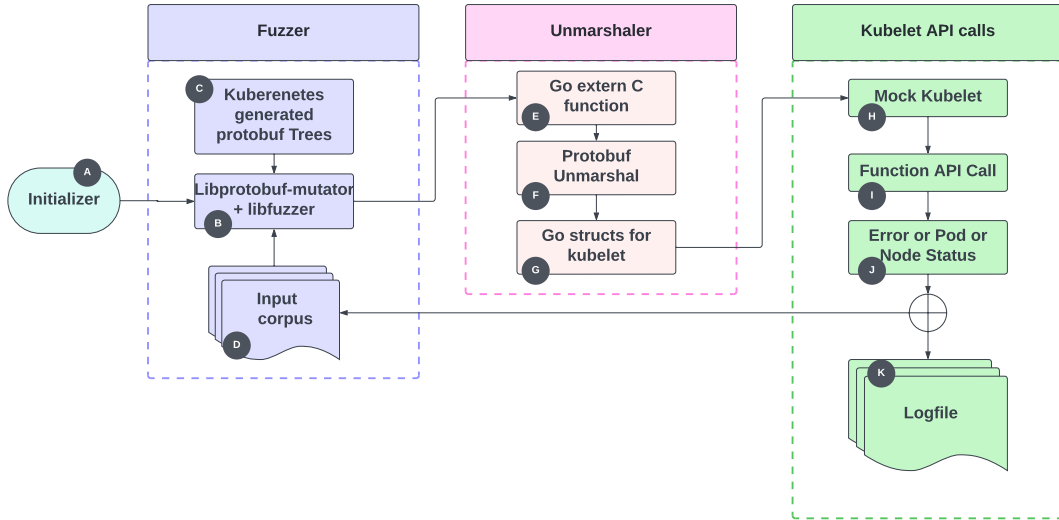 Fuzzer
Unmarshaler
Kubelet API calls
C
Kuberenetes
generated
protobuf Trees
A
Initializer
Libprotobuf-mutator
+ libfuzzer
B
Input
corpus
D
Go extern C
function
E
Protobuf
Unmarshal
F
Go structs for
kubelet
G
Mock Kubelet
H
Function API Call
I
Error or Pod or
Node Status
J
K
Logfile